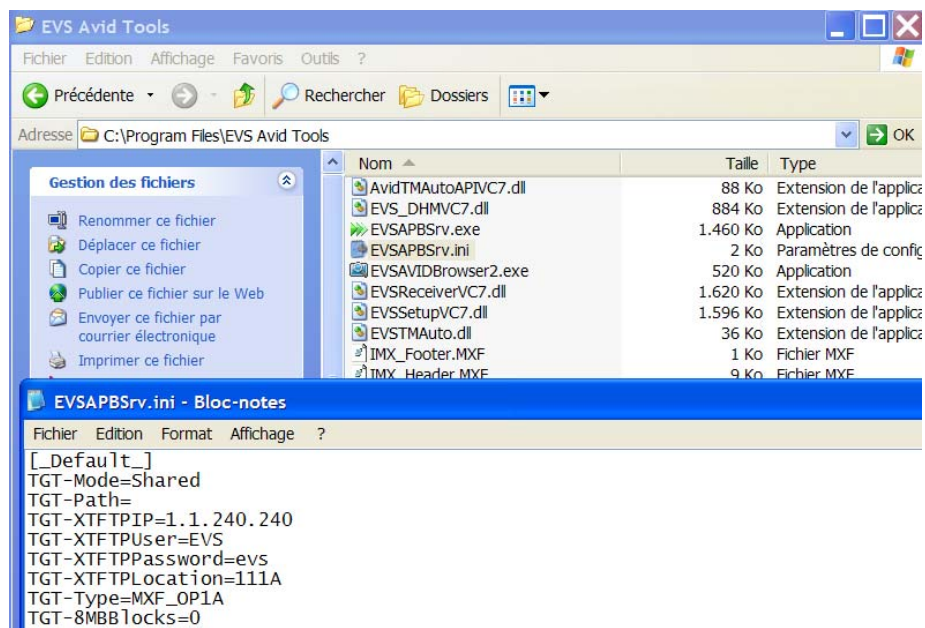 EVS Avid Tools
Fichier Edition Affichage Favoris Outils ?
Précédente Rechercher Dossiers
Adresse C:\Program Files\EVS Avid Tools OK
Gestion des fichiers
Renommer ce fichier
Déplacer ce fichier
Copier ce fichier
Publier ce fichier sur le Web
Envoyer ce fichier par
courrier électronique
Imprimer ce fichier
Nom Taille Type
AvidTMAutoAPIVC7.dll 88 Ko Extension de l'applica
EVS_DHMVC7.dll 884 Ko Extension de l'applica
EVSAPBSrv.exe 1.460 Ko Application
EVSAPBSrv.ini 2 Ko Paramètres de config
EVSAVIDBrowser2.exe 520 Ko Application
EVSReceiverVC7.dll 1.620 Ko Extension de l'applica
EVSSetupVC7.dll 1.596 Ko Extension de l'applica
EVSTMAuto.dll 36 Ko Extension de l'applica
IMX_Footer.MXF 1 Ko Fichier MXF
IMX_Header.MXF 9 Ko Fichier MXF
EVSAPBSrv.ini - Bloc-notes
Fichier Edition Format Affichage ?
[_Default_]
TGT-Mode=Shared
TGT-Path=
TGT-XTFTPIP=1.1.240.240
TGT-XTFTPUser=EVS
TGT-XTFTPPassword=evs
TGT-XTFTPLocation=111A
TGT-Type=MXF_OP1A
TGT-8MBBlocks=0